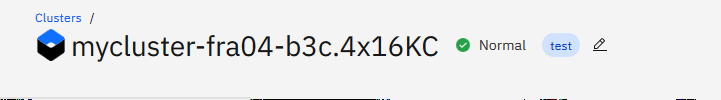 Clusters /
mycluster-fra04-b3c.4x16KC Normal test